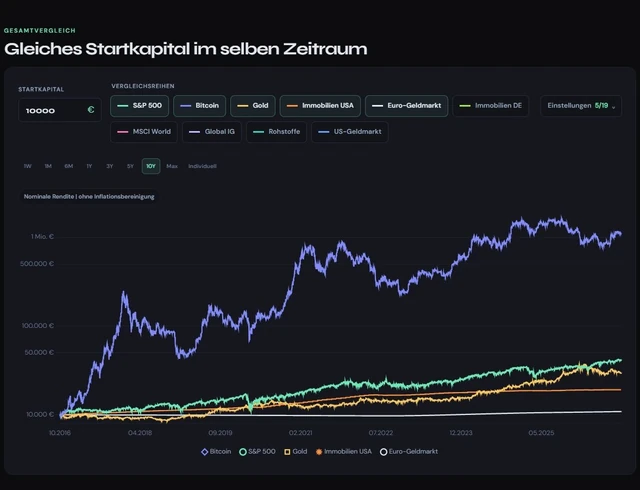 GESAMTVERGLEICH
Gleiches Startkapital im selben Zeitraum
STARTKAPITAL
10000 €
VERGLEICHSREIHEN
S&P 500 Bitcoin Gold Immobilien USA Euro-Geldmarkt Immobilien DE Einstellungen 5/19
MSCI World Global IG Rohstoffe US-Geldmarkt
1W 1M 6M 1Y 3Y 5Y 10Y Max Individuell
Nominale Rendite | ohne Inflationsbereinigung
1 Mio. €
500.000 €
100.000 €
50.000 €
10.000 €
10.2016 04.2018 09.2019 02.2021 07.2022 12.2023 05.2025
Bitcoin S&P 500 Gold Immobilien USA Euro-Geldmarkt